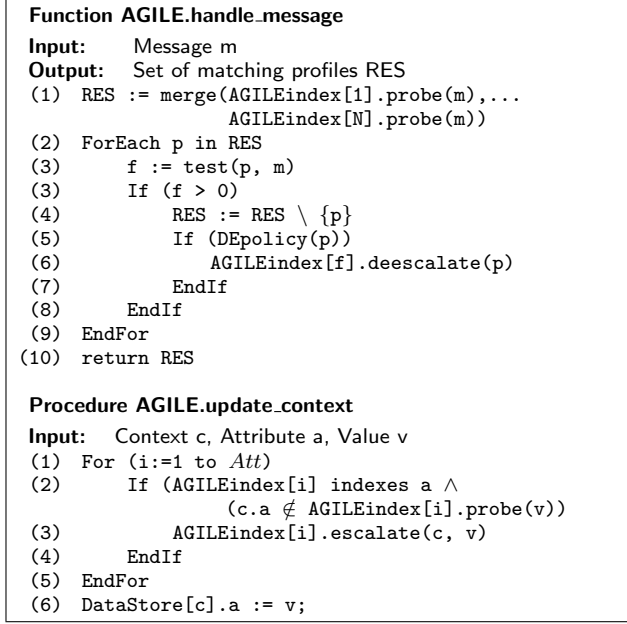 Function AGILE.handle_message
Input: Message m
Output: Set of matching profiles RES
(1) RES := merge(AGILEindex[1].probe(m),...
AGILEindex[N].probe(m))
(2) ForEach p in RES
(3) f := test(p, m)
(3) If (f > 0)
(4) RES := RES \ {p}
(5) If (DEpolicy(p))
(6) AGILEindex[f].deescalate(p)
(7) EndIf
(8) EndIf
(9) EndFor
(10) return RES
Procedure AGILE.update_context
Input: Context c, Attribute a, Value v
(1) For (i:=1 to Att)
(2) If (AGILEindex[i] indexes a ∧
(c.a ∉ AGILEindex[i].probe(v))
(3) AGILEindex[i].escalate(c, v)
(4) EndIf
(5) EndFor
(6) DataStore[c].a := v;